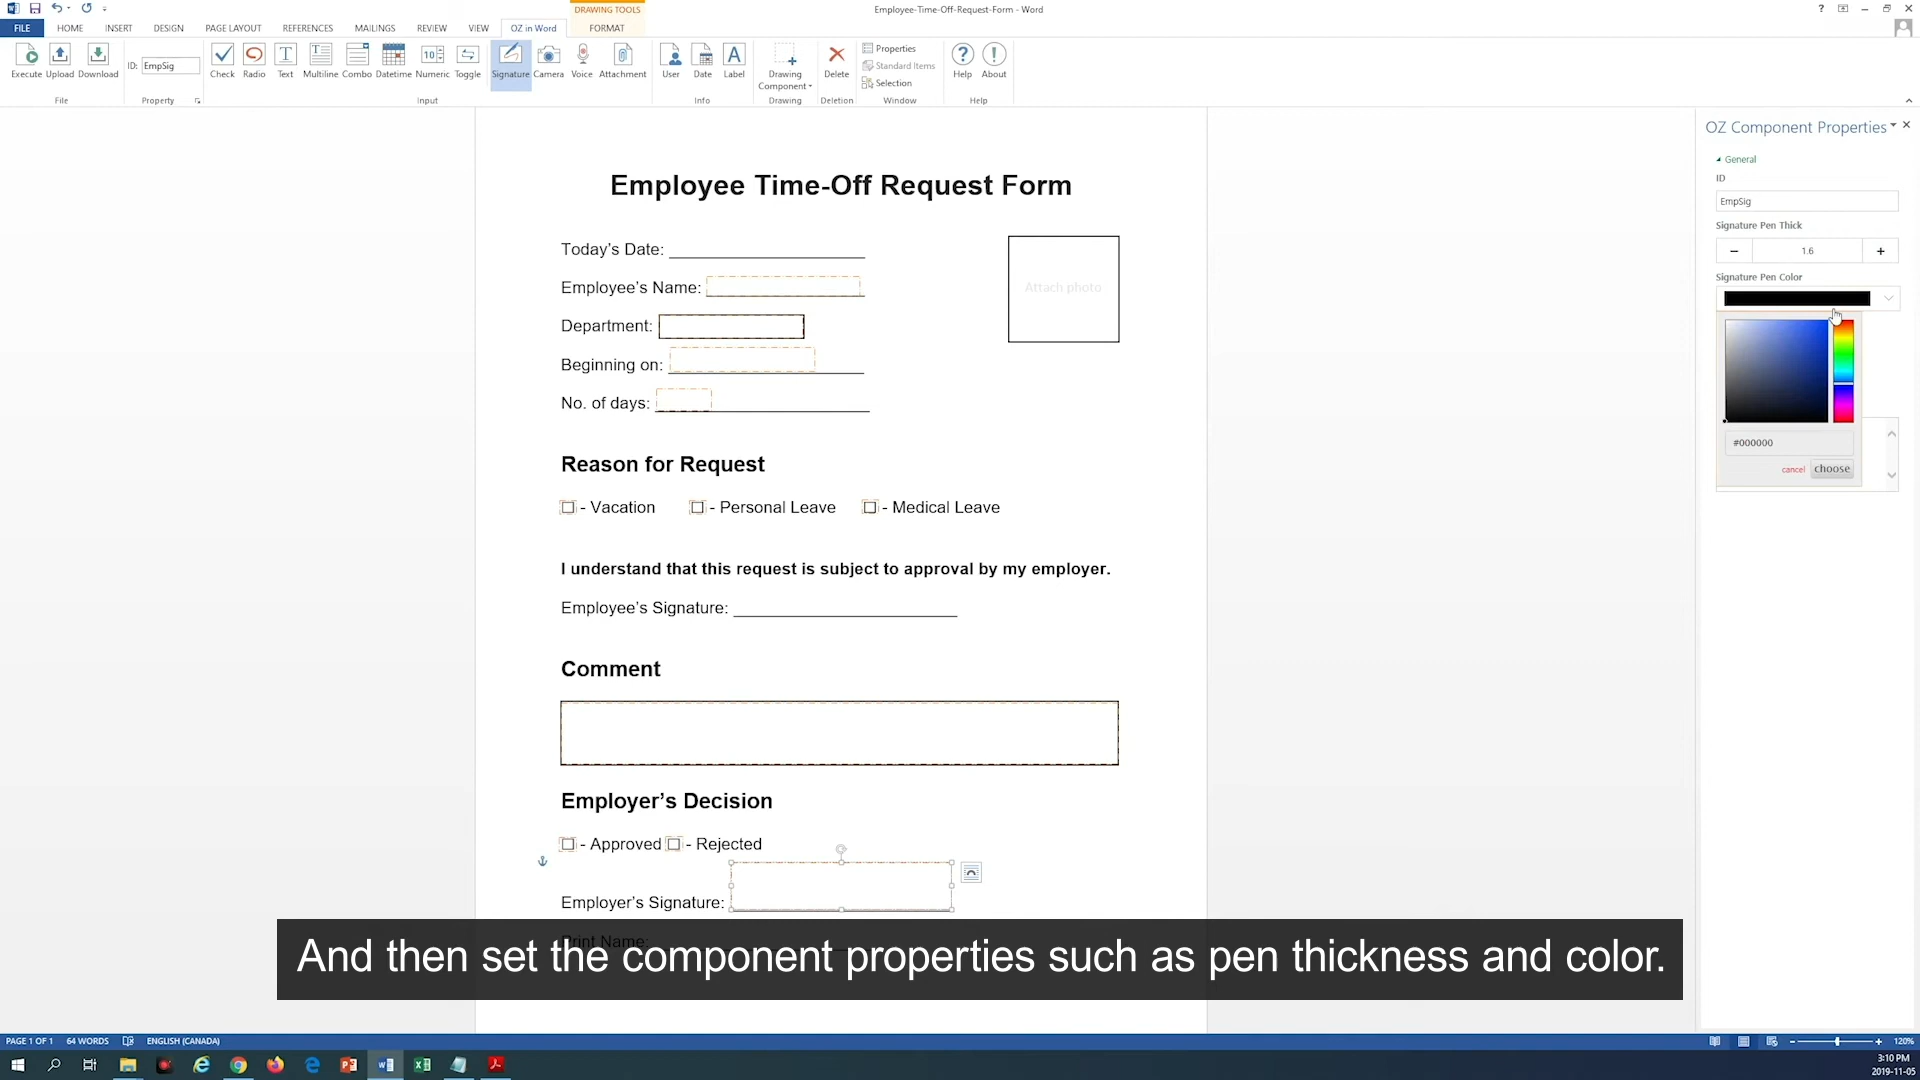 DRAWING TOOLS
Employee-Time-Off-Request-Form - Word
FILE HOME INSERT DESIGN PAGE LAYOUT REFERENCES MAILINGS REVIEW VIEW OZ in Word FORMAT
Execute Upload Download
File
ID: EmpSig
Property
Check Radio Text Multiline Combo Datetime Numeric Toggle Signature Camera Voice Attachment
Input
User Date Label
Info
Drawing
Component
Drawing
Delete
Deletion
Properties
Standard Items
Selection
Window
Help About
Help
Employee Time-Off Request Form
Today's Date:
Employee's Name:
Department:
Beginning on:
No. of days:
Attach photo
Reason for Request
- Vacation - Personal Leave - Medical Leave
I understand that this request is subject to approval by my employer.
Employee's Signature:
Comment
Employer's Decision
- Approved - Rejected
Employer's Signature:
Print Name:
And then set the component properties such as pen thickness and color.
OZ Component Properties
General
ID
EmpSig
Signature Pen Thick
1.6
Signature Pen Color
#000000
cancel choose
PAGE 1 OF 1 64 WORDS ENGLISH (CANADA)
120%
3:10 PM
2019-11-05